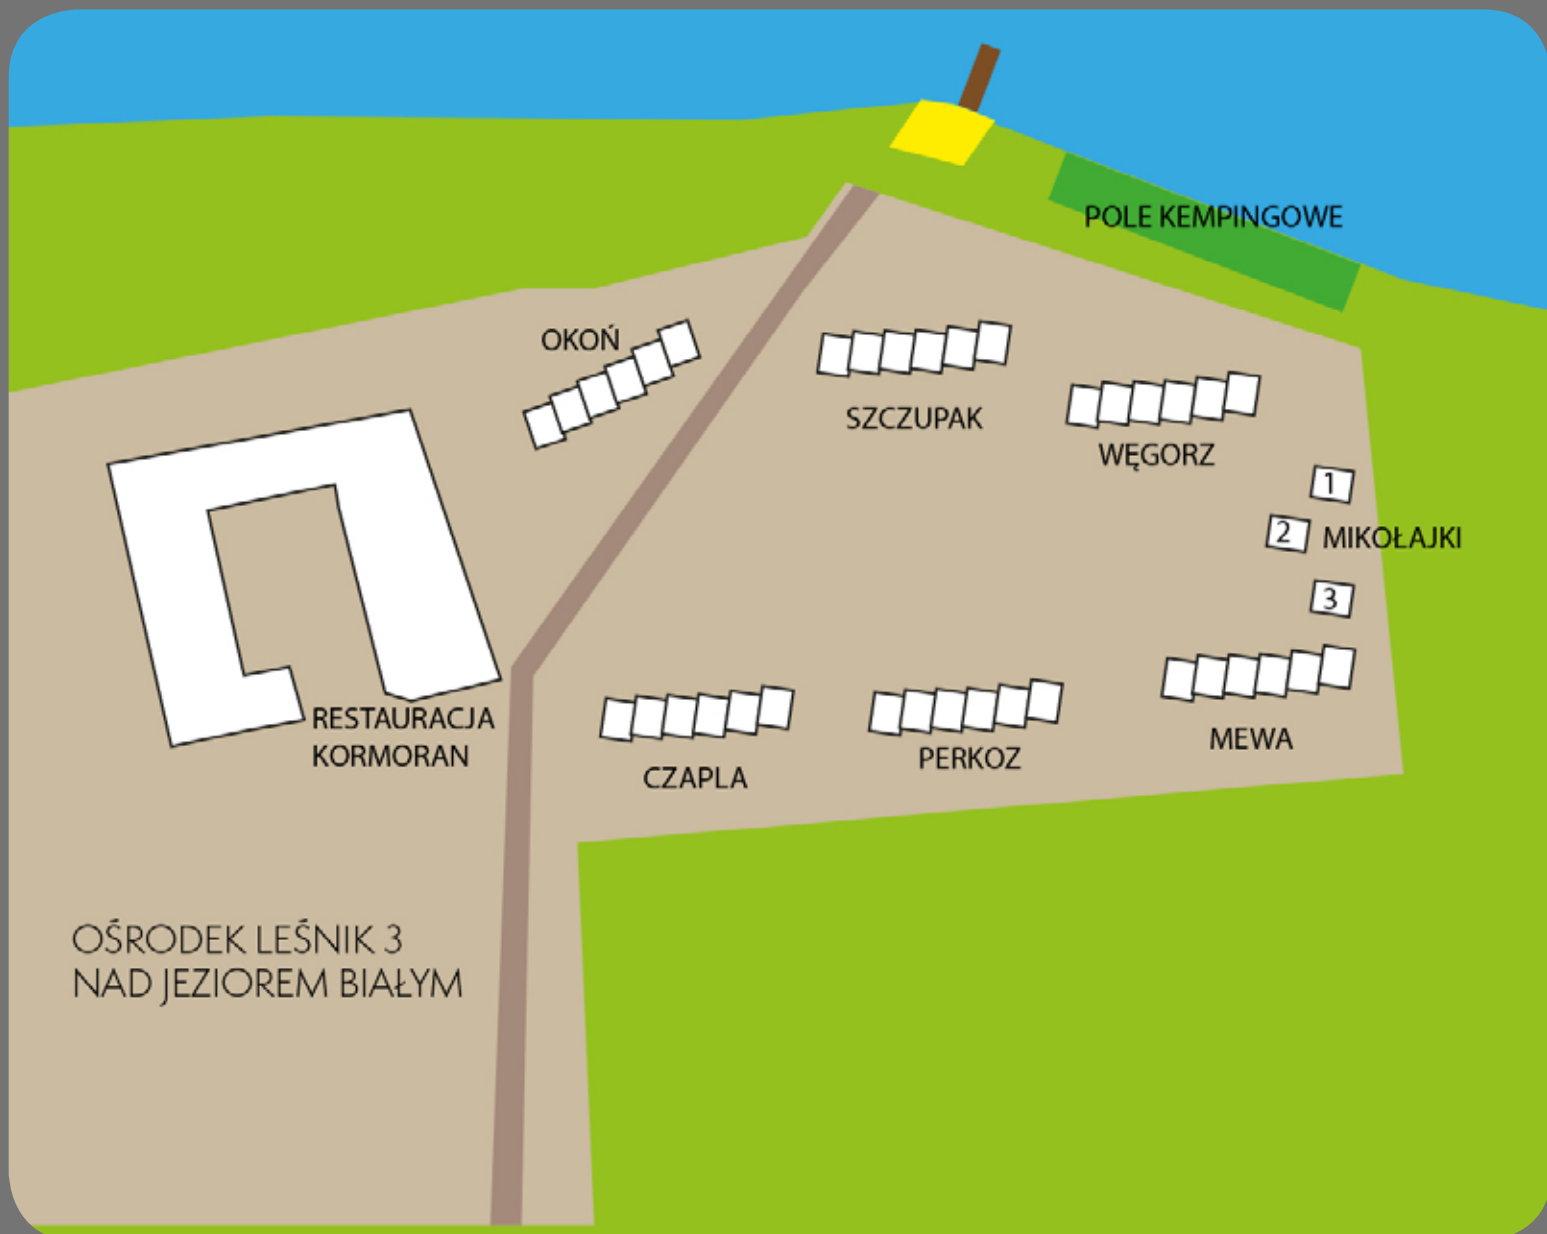 POLE KEMPINGOWE
OKOŃ
SZCZUPAK
WĘGORZ
1
2
MIKOŁAJKI
3
RESTAURACJA
KORMORAN
CZAPLA
PERKOZ
MEWA
OŚRODEK LEŚNIK 3
NAD JEZIOREM BIAŁYM